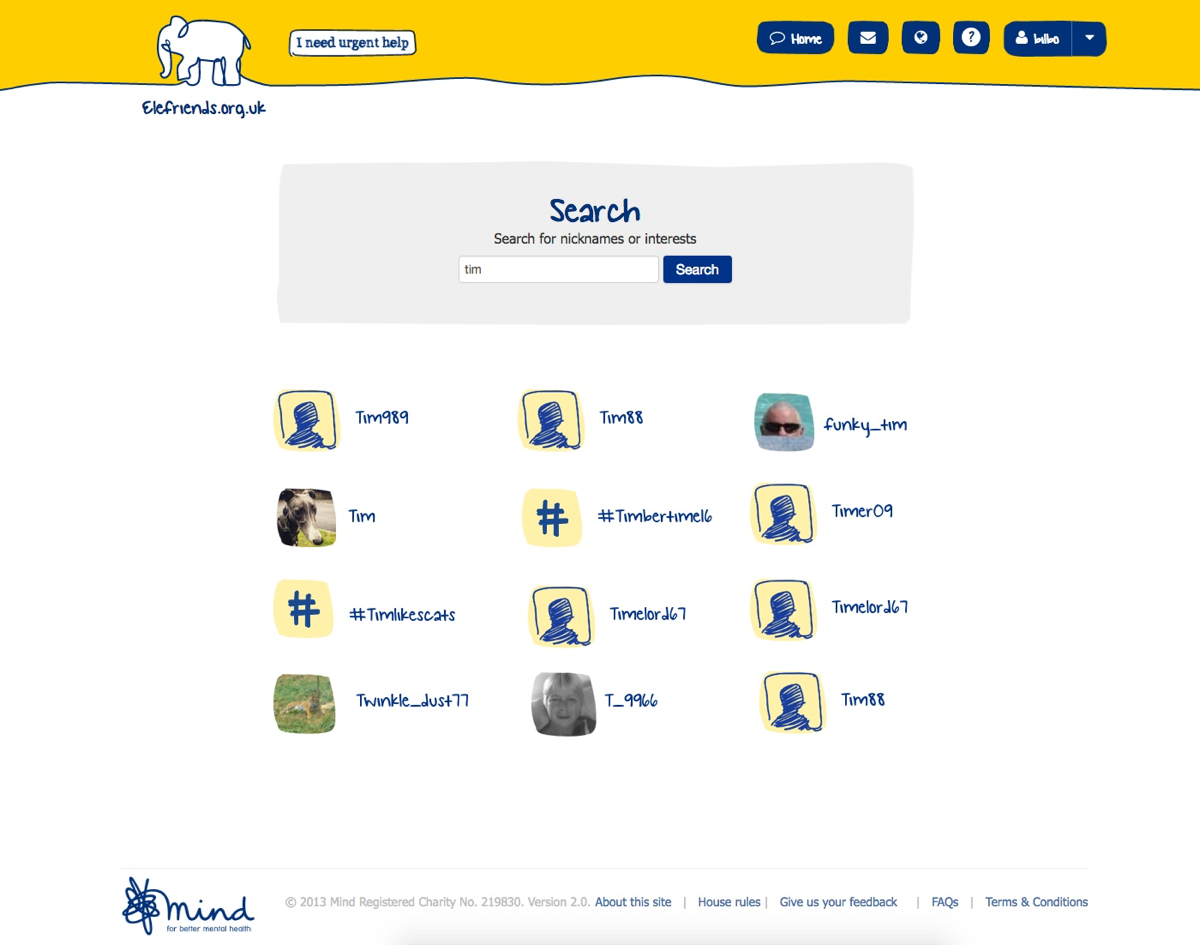 I need urgent help
Home
?
bilbo
Elefriends.org.uk
Search
Search for nicknames or interests
tim
Search
Tim989
Tim88
funky_tim
Tim
# #Timbertime16
Timer09
# #Timlikescats
Timelord67
Timelord67
Twinkle_dust77
T_9966
Tim88
mind
for better mental health
© 2013 Mind Registered Charity No. 219830. Version 2.0. About this site | House rules | Give us your feedback | FAQs | Terms & Conditions